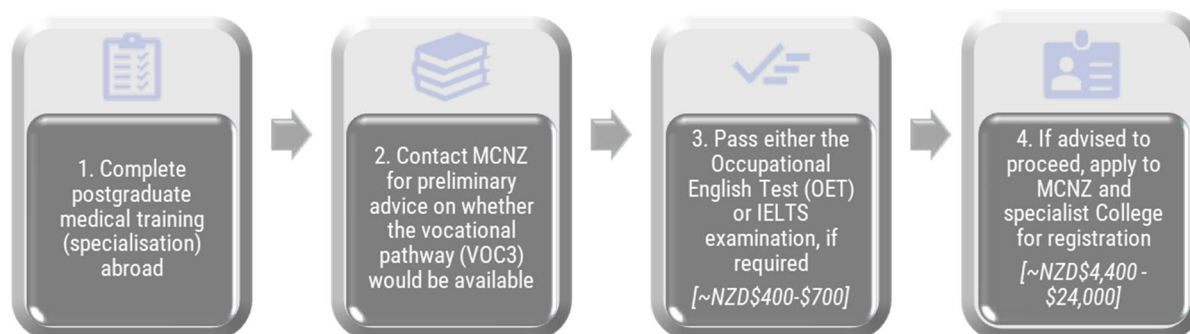 1. Complete
postgraduate
medical training
(specialisation)
abroad
2. Contact MCNZ
for preliminary
advice on whether
the vocational
pathway (VOC3)
would be available
3. Pass either the
Occupational
English Test (OET)
or IELTS
examination, if
required
[~NZD$400-$700]
4. If advised to
proceed, apply to
MCNZ and
specialist College
for registration
[~NZD$4,400 -
$24,000]